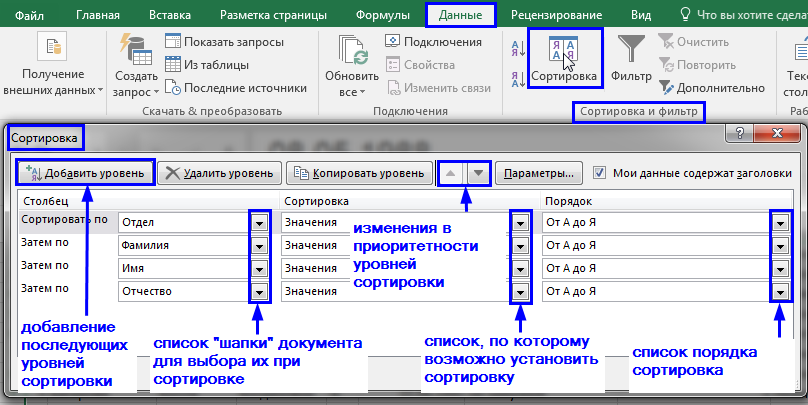 Файл Главная Вставка Разметка страницы Формулы Данные Рецензирование Вид Что вы хотите сдела
Получение внешних данных
Создать запрос
Показать запросы
Из таблицы
Последние источники
Скачать & преобразовать
Обновить все
Подключения
Свойства
Изменить связи
Подключения
Сортировка
Фильтр
Очистить
Повторить
Дополнительно
Сортировка и фильтр
Текс
стол
Сортировка
Добавить уровень Удалить уровень Копировать уровень Параметры... Мои данные содержат заголовки
Столбец Сортировка Порядок
Сортировать по Отдел Значения От А до Я
Затем по Фамилия Значения От А до Я
Затем по Имя Значения От А до Я
Затем по Отчество Значения От А до Я
изменения в
приоритетности
уровней
сортировки
добавление
последующих
уровней
сортировки
список "шапки" документа
для выбора их при
сортировке
список, по которому
возможно установить
сортировку
список порядка
сортировка